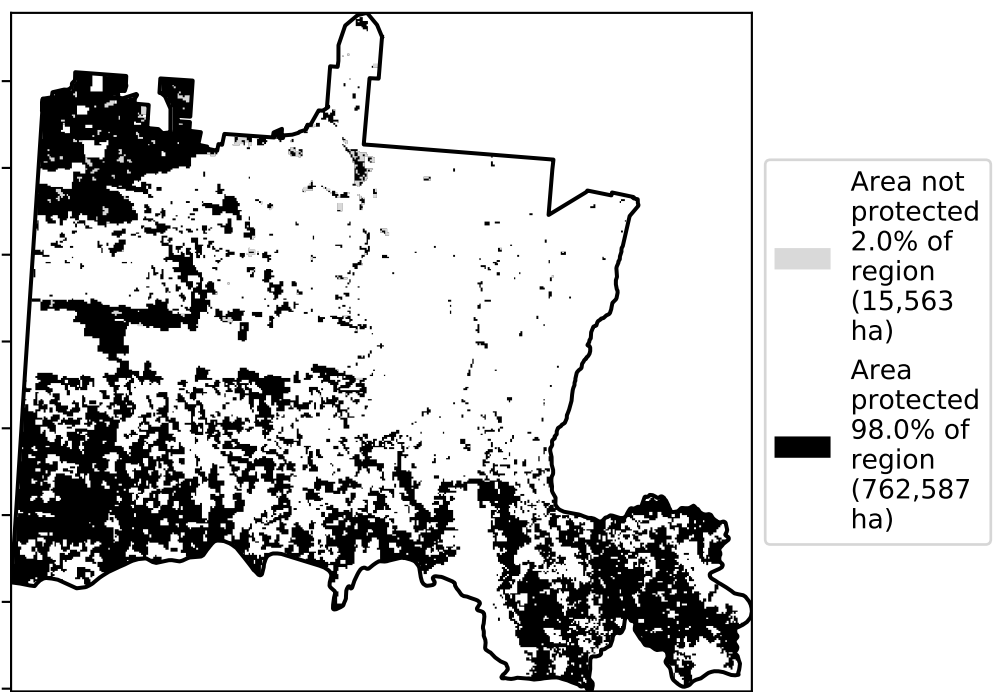 Area not
protected
2.0% of
region
(15,563
ha)
Area
protected
98.0% of
region
(762,587
ha)